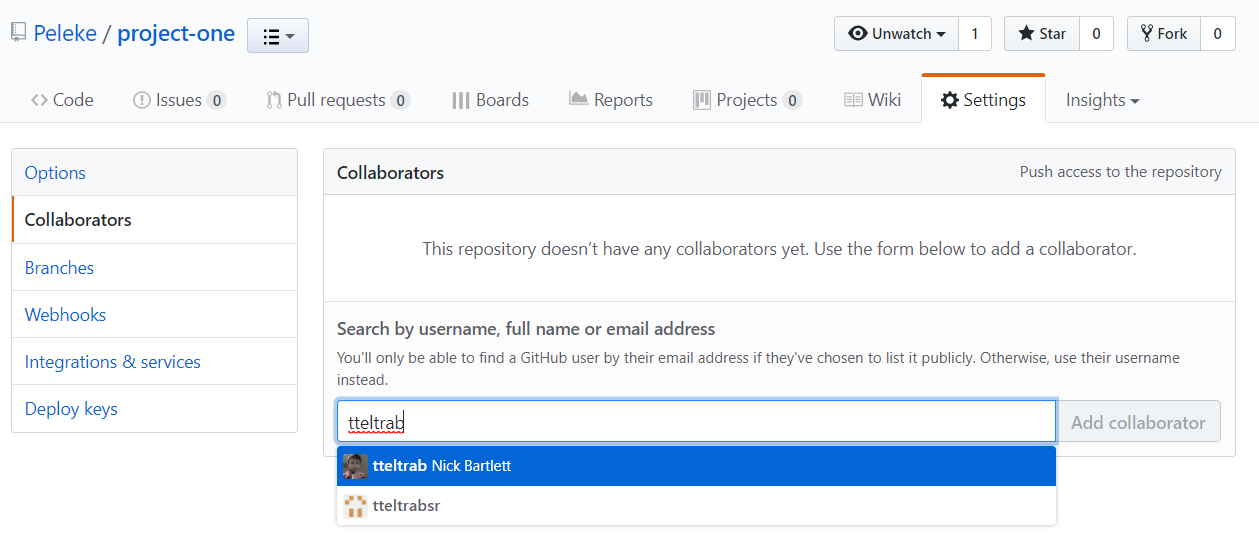 Peleke / project-one
Unwatch 1 Star 0 Fork 0
Code Issues 0 Pull requests 0 Boards Reports Projects 0 Wiki Settings Insights
Options
Collaborators
Branches
Webhooks
Integrations & services
Deploy keys
Collaborators Push access to the repository
This repository doesn’t have any collaborators yet. Use the form below to add a collaborator.
Search by username, full name or email address
You'll only be able to find a GitHub user by their email address if they've chosen to list it publicly. Otherwise, use their username
instead.
tteltrab Add collaborator
tteltrab Nick Bartlett
tteltrabsr